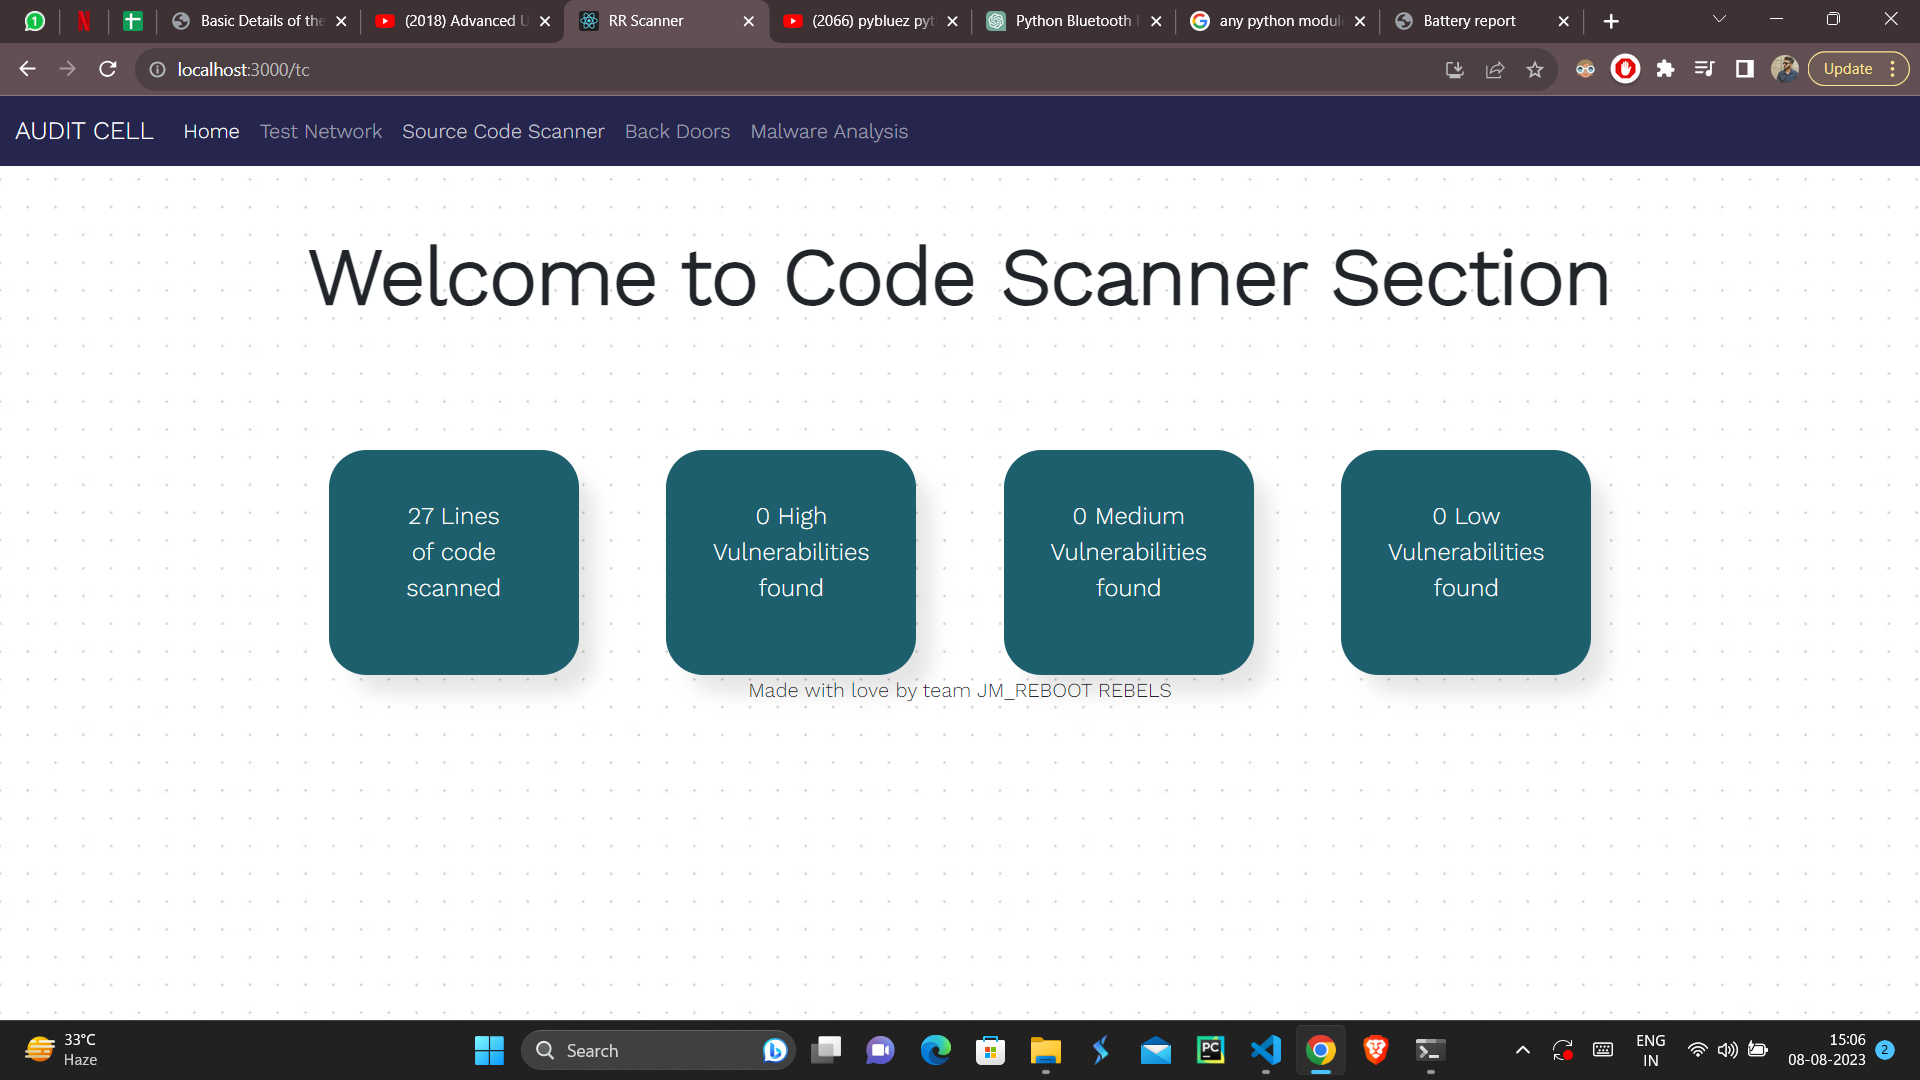 Basic Details of the
(2018) Advanced U
RR Scanner
(2066) pybluez pyt
Python Bluetooth
any python modul
Battery report
localhost:3000/tc
Update
AUDIT CELL
Home
Test Network
Source Code Scanner
Back Doors
Malware Analysis
Welcome to Code Scanner Section
27 Lines
of code
scanned
0 High
Vulnerabilities
found
0 Medium
Vulnerabilities
found
0 Low
Vulnerabilities
found
Made with love by team JM_REBOOT REBELS
33°C
Haze
Search
PC
ENG
IN
15:06
08-08-2023
2